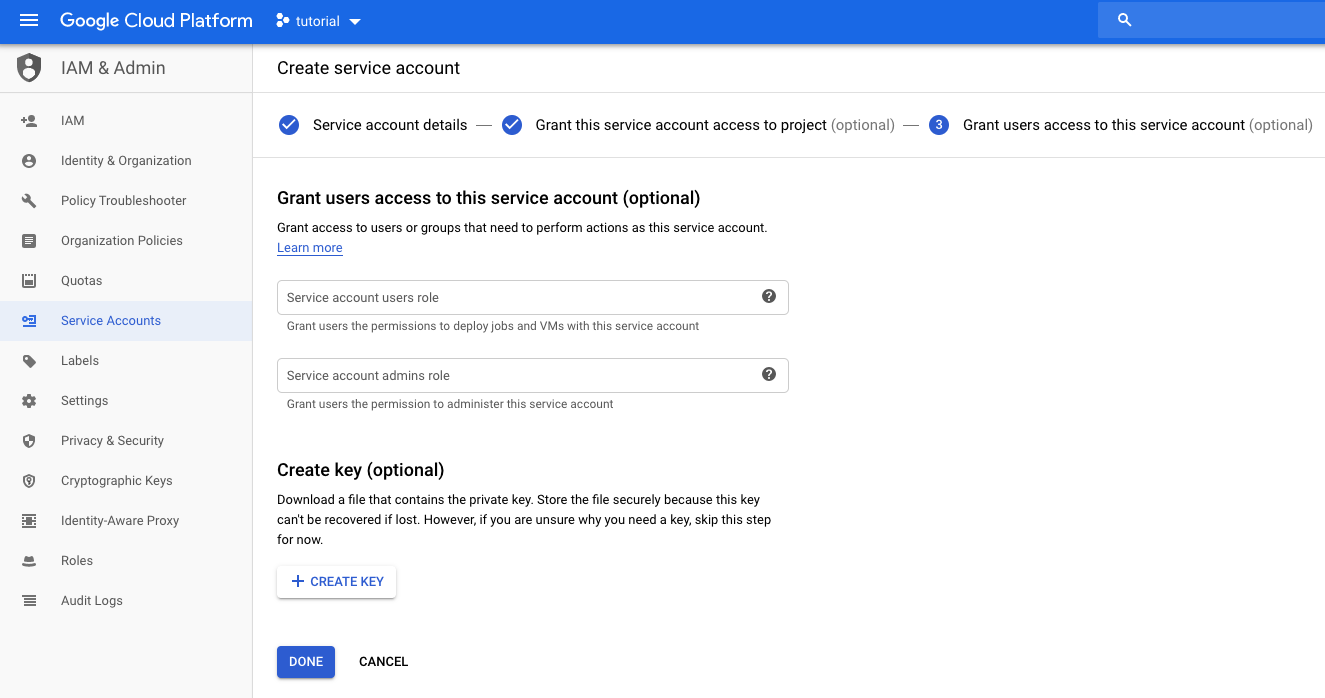 Google Cloud Platform
tutorial
IAM & Admin
IAM
Identity & Organization
Policy Troubleshooter
Organization Policies
Quotas
Service Accounts
Labels
Settings
Privacy & Security
Cryptographic Keys
Identity-Aware Proxy
Roles
Audit Logs
Create service account
Service account details — Grant this service account access to project (optional) — 3 Grant users access to this service account (optional)
Grant users access to this service account (optional)
Grant access to users or groups that need to perform actions as this service account.
Learn more
Service account users role
Grant users the permissions to deploy jobs and VMs with this service account
Service account admins role
Grant users the permission to administer this service account
Create key (optional)
Download a file that contains the private key. Store the file securely because this key
can't be recovered if lost. However, if you are unsure why you need a key, skip this step
for now.
+ CREATE KEY
DONE CANCEL